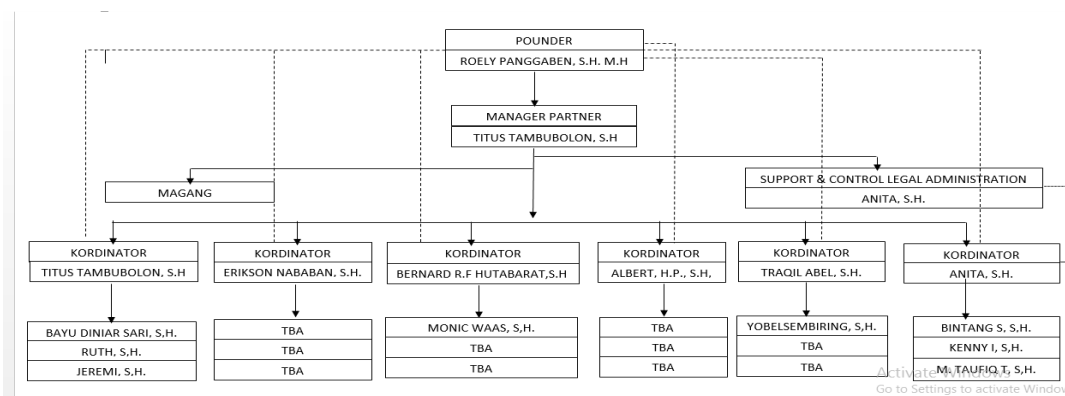 POUNDER
ROELY PANGGABEN, S.H. M.H
MANAGER PARTNER
TITUS TAMBUBOLON, S.H
MAGANG
SUPPORT & CONTROL LEGAL ADMINISTRATION
ANITA, S.H.
KORDINATOR
TITUS TAMBUBOLON, S.H
KORDINATOR
ERIKSON NABABAN, S.H.
KORDINATOR
BERNARD R.F HUTABARAT,S.H
KORDINATOR
ALBERT, H.P., S,H,
KORDINATOR
TRAQIL ABEL, S.H.
KORDINATOR
ANITA, S.H.
BAYU DINIAR SARI, S,H.
RUTH, S,H.
JEREMI, S,H.
TBA
TBA
TBA
MONIC WAAS, S,H.
TBA
TBA
TBA
TBA
TBA
YOBELSEMBIRING, S,H.
TBA
TBA
BINTANG S, S,H.
KENNY I, S,H.
M. TAUFIQ T, S,H.
Activate Windows
Go to Settings to activate Window